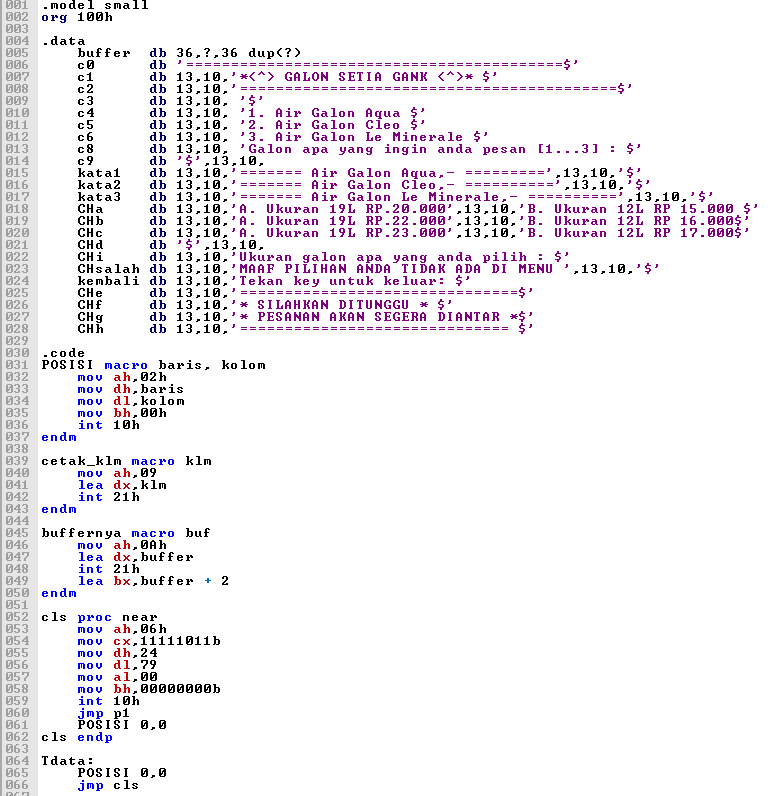 001 .model small
002 org 100h
003
004 .data
005     buffer  db 36,?,36 dup(?)
006     c0      db '==========================================$'
007     c1      db 13,10,'*<^> GALON SETIA GANK <^>* $'
008     c2      db 13,10,'==========================================$'
009     c3      db 13,10, '$'
010     c4      db 13,10, '1. Air Galon Aqua $'
011     c5      db 13,10, '2. Air Galon Cleo $'
012     c6      db 13,10, '3. Air Galon Le Minerale $'
013     c8      db 13,10, 'Galon apa yang ingin anda pesan [1...3] : $'
014     c9      db '$',13,10,
015     kata1   db 13,10,'======= Air Galon Aqua,- =========',13,10,'$'
016     kata2   db 13,10,'======= Air Galon Cleo,- ==========',13,10,'$'
017     kata3   db 13,10,'======= Air Galon Le Minerale,- ==========',13,10,'$'
018     CHa     db 13,10,'A. Ukuran 19L RP.20.000',13,10,'B. Ukuran 12L RP 15.000 $'
019     CHb     db 13,10,'A. Ukuran 19L RP.22.000',13,10,'B. Ukuran 12L RP 16.000$'
020     CHc     db 13,10,'A. Ukuran 19L RP.23.000',13,10,'B. Ukuran 12L RP 17.000$'
021     CHd     db '$',13,10,
022     CHi     db 13,10,'Ukuran galon apa yang anda pilih : $'
023     CHsalah db 13,10,'MAAF PILIHAN ANDA TIDAK ADA DI MENU ',13,10,'$'
024     kembali db 13,10,'Tekan key untuk keluar: $'
025     CHe     db 13,10,'===============================$'
026     CHf     db 13,10,'* SILAHKAN DITUNGGU * $'
027     CHg     db 13,10,'* PESANAN AKAN SEGERA DIANTAR *$'
028     CHh     db 13,10,'============================== $'
029
030 .code
031 POSISI macro baris, kolom
032     mov ah,02h
033     mov dh,baris
034     mov dl,kolom
035     mov bh,00h
036     int 10h
037 endm
038
039 cetak_klm macro klm
040     mov ah,09
041     lea dx,klm
042     int 21h
043 endm
044
045 buffernya macro buf
046     mov ah,0Ah
047     lea dx,buffer
048     int 21h
049     lea bx,buffer + 2
050 endm
051
052 cls proc near
053     mov ah,06h
054     mov cx,11111011b
055     mov dh,24
056     mov dl,79
057     mov al,00
058     mov bh,00000000b
059     int 10h
060     jmp p1
061     POSISI 0,0
062 cls endp
063
064 Tdata:
065     POSISI 0,0
066     jmp cls